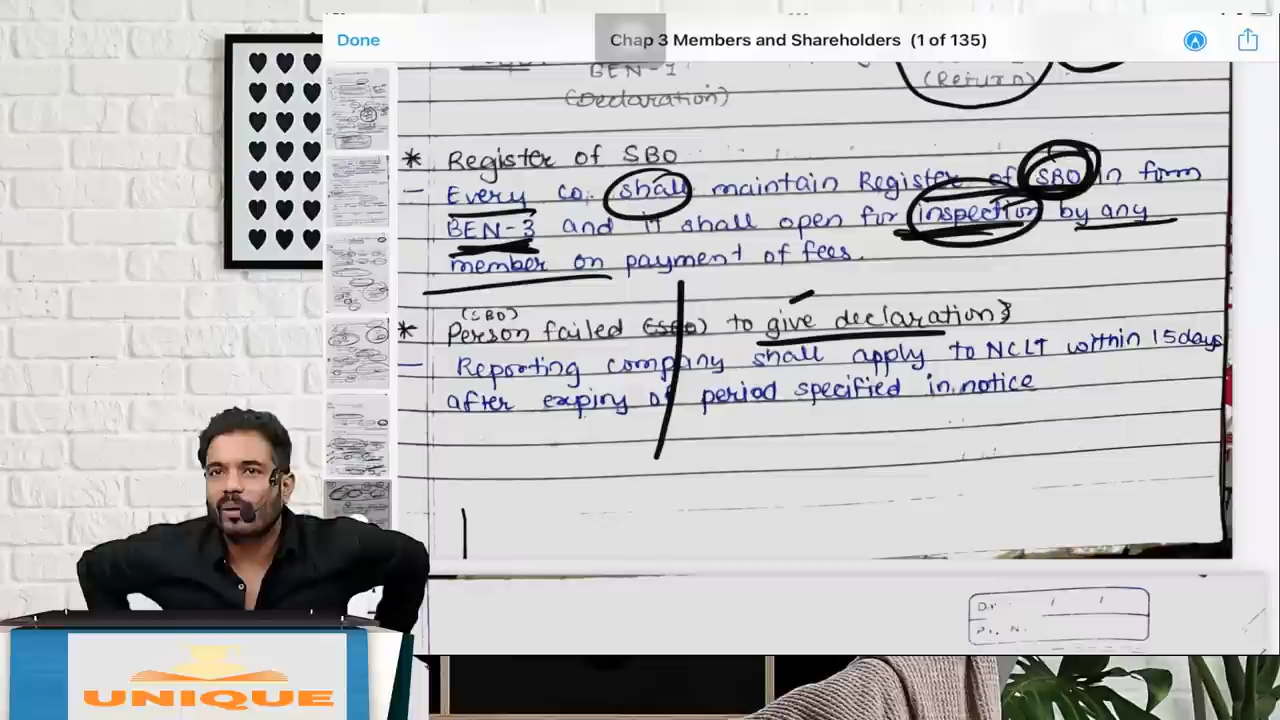 Done
Chap 3 Members and Shareholders (1 of 135)
BEN-1
(Return)
(Declaration)
* Register of SBO
- Every co. shall maintain Register of SBO in form
BEN-3 and it shall open for inspection by any
member on payment of fees.
(SBO)
* Person failed to give declaration}
- Reporting company shall apply to NCLT within 15 days
after expiry of period specified in notice
UNIQUE